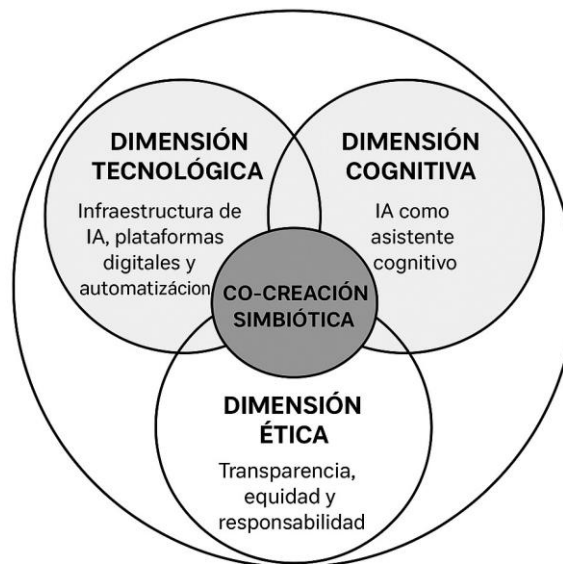 DIMENSIÓN
TECNOLÓGICA
Infraestructura de
IA, plataformas
digitales y
automatizácion
DIMENSIÓN
COGNITIVA
IA como
asistente
cognitivo
CO-CREACIÓN
SIMBIÓTICA
DIMENSIÓN
ÉTICA
Transparencia,
equidad y
responsabilidad